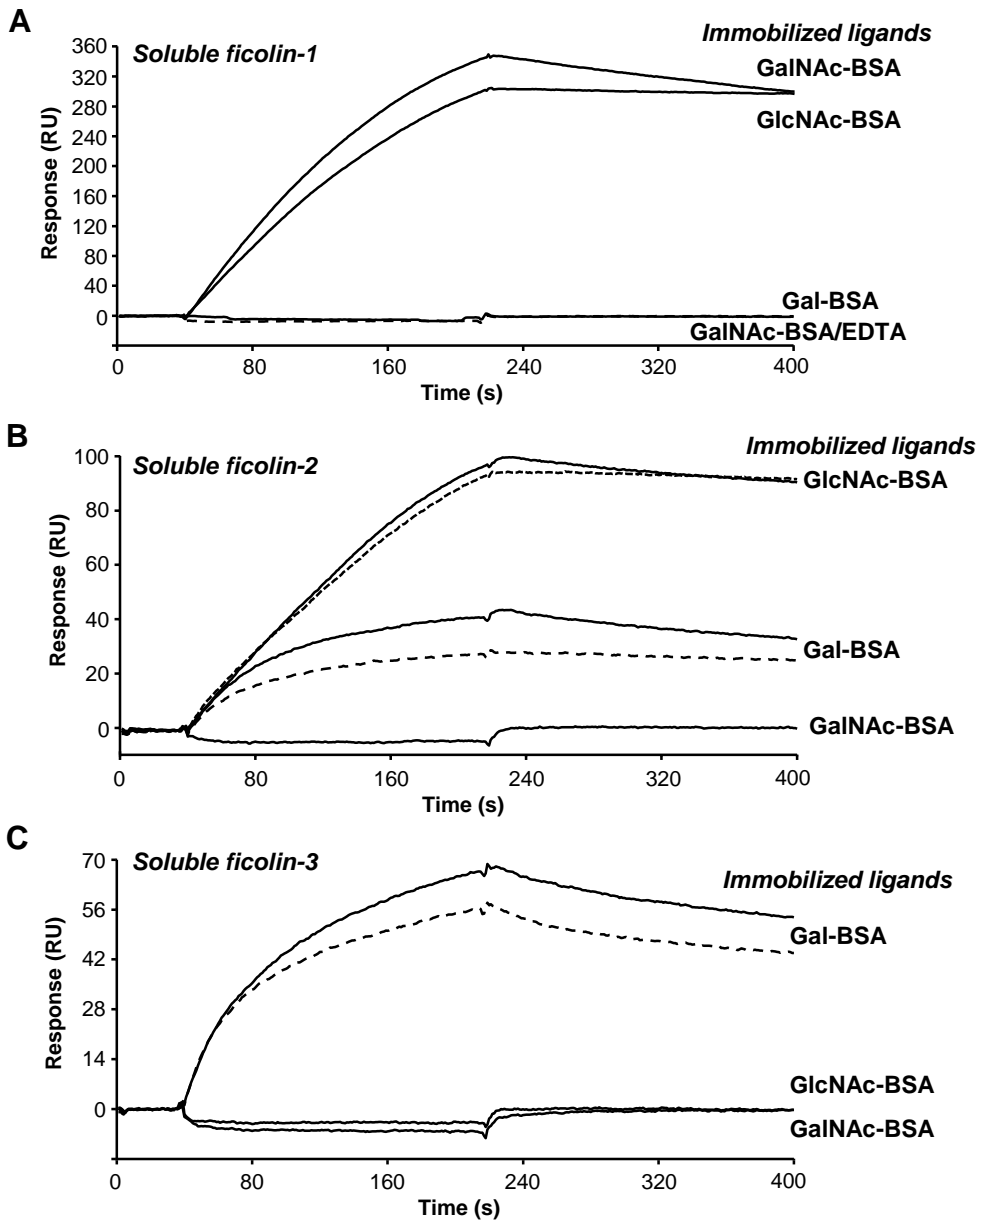 A
Soluble ficolin-1
Immobilized ligands
GalNAc-BSA
GlcNAc-BSA
Gal-BSA
GalNAc-BSA/EDTA
Response (RU)
360
320
280
240
200
160
120
80
40
0
0 80 160 240 320 400
Time (s)
B
Soluble ficolin-2
Immobilized ligands
GlcNAc-BSA
Gal-BSA
GalNAc-BSA
Response (RU)
100
80
60
40
20
0
0 80 160 240 320 400
Time (s)
C
Soluble ficolin-3
Immobilized ligands
Gal-BSA
GlcNAc-BSA
GalNAc-BSA
Response (RU)
70
56
42
28
14
0
0 80 160 240 320 400
Time (s)